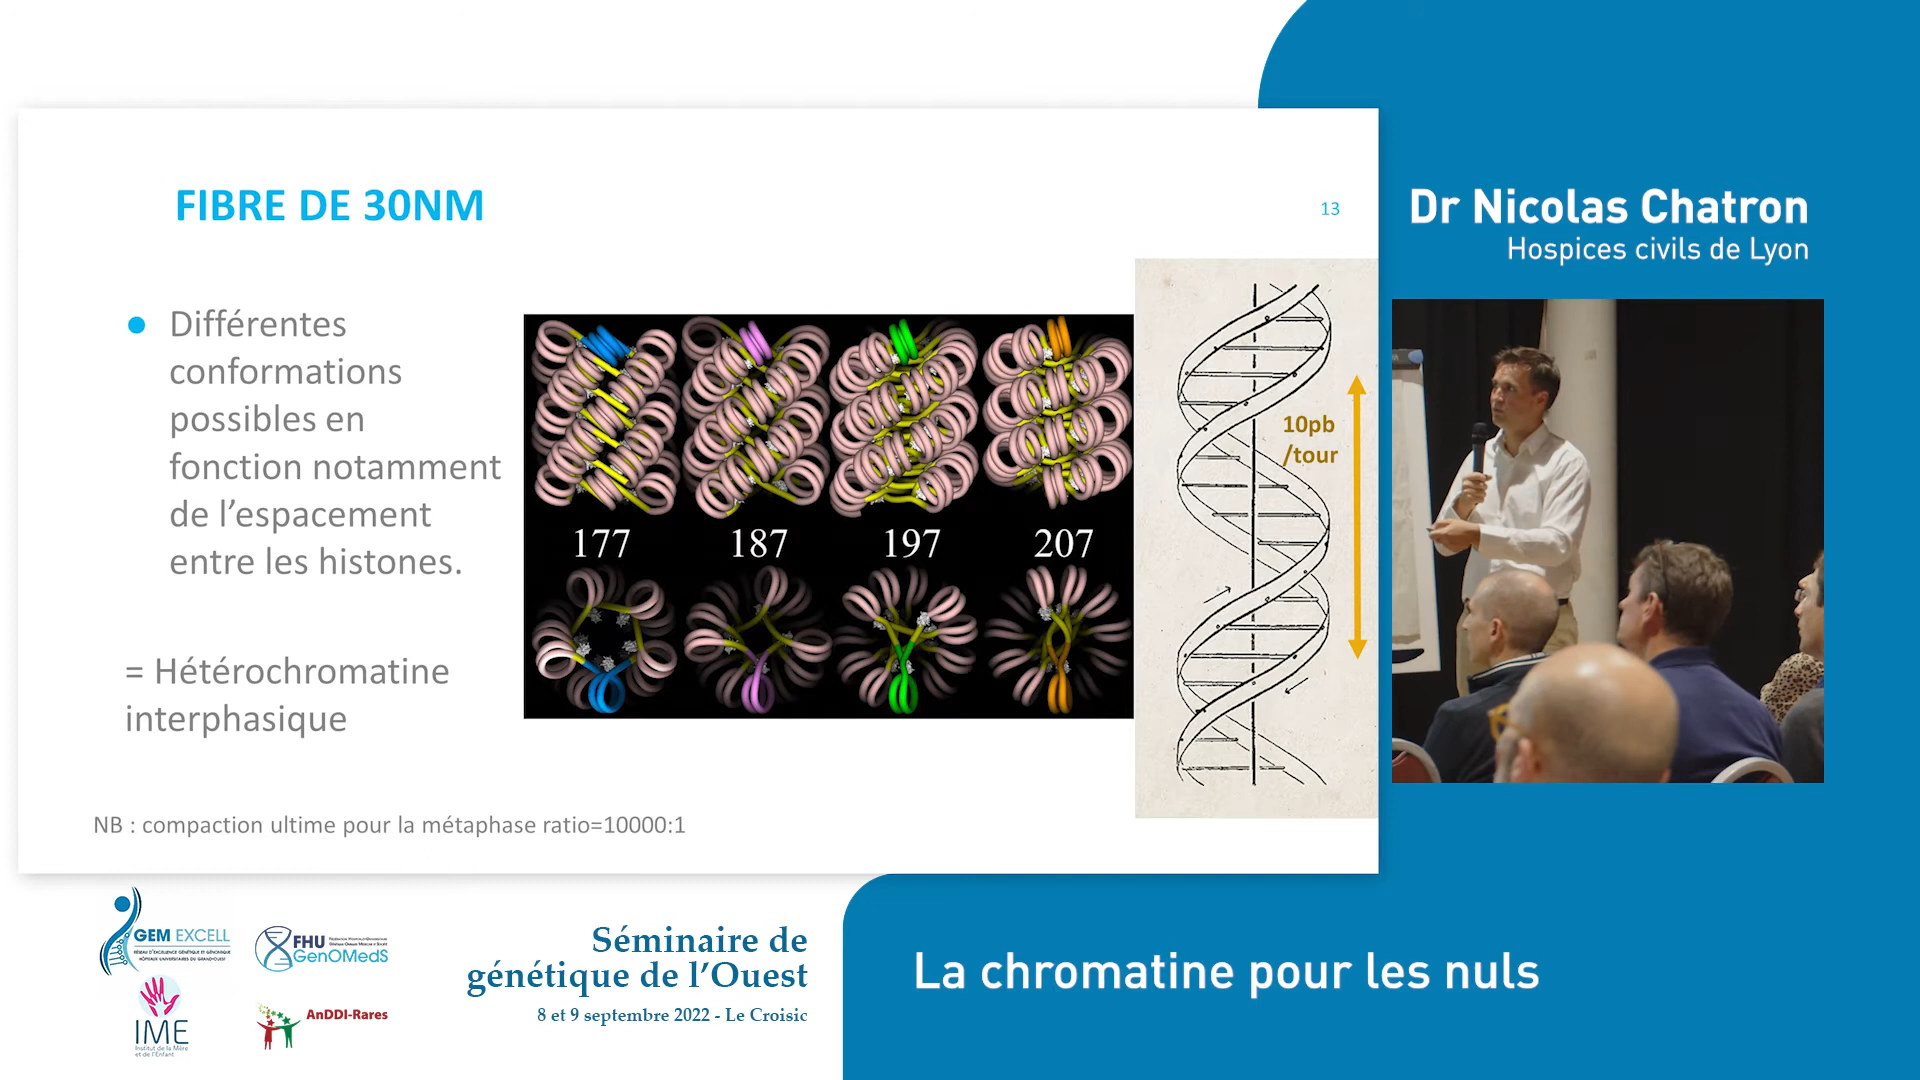 FIBRE DE 30NM
13
Différentes
conformations
possibles en
fonction notamment
de l'espacement
entre les histones.
= Hétérochromatine
interphasique
177 187 197 207
10pb
/tour
NB : compaction ultime pour la métaphase ratio=10000:1
Dr Nicolas Chatron
Hospices civils de Lyon
GEM EXCELL
RÉSEAU D'EXCELLENCE GÉNÉTIQUE ET GÉNOMIQUE
HÔPITAUX UNIVERSITAIRES DU GRAND OUEST
FHU
GenOMedS
IME
Institut de la Mère
et de l'Enfant
AnDDI-Rares
Séminaire de
génétique de l'Ouest
8 et 9 septembre 2022 - Le Croisic
La chromatine pour les nuls